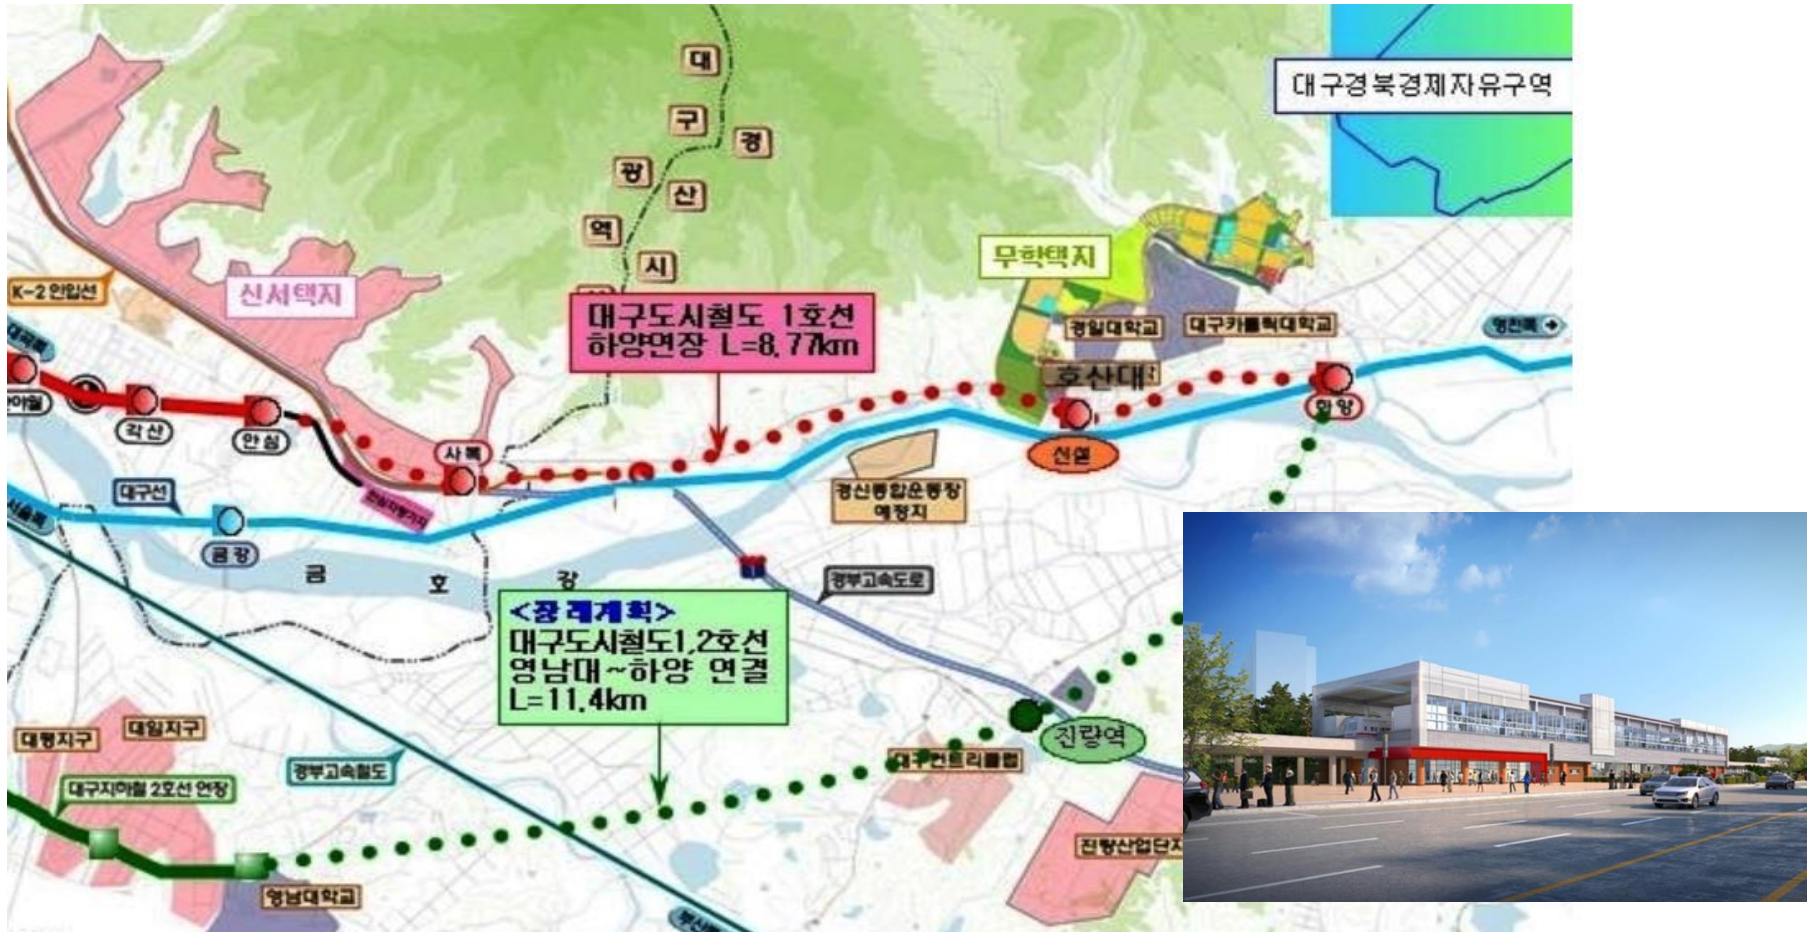 대구경북경제자유구역
대구광역시
경산
K-2 인입선
신서택지
무학택지
경일대학교
대구카톨릭대학교
호산대
영천쪽
대구도시철도 1호선
하양연장 L=8.77km
각산
안심
사복
신설
하양
대구선
금강
금호강
경산종합운동장
예정지
경부고속도로
<장래계획>
대구도시철도1,2호선
영남대~하양 연결
L=11.4km
진량역
대구컨트리클럽
진량산업단지
대평지구
대임지구
경부고속철도
대구지하철 2호선 연장
영남대학교